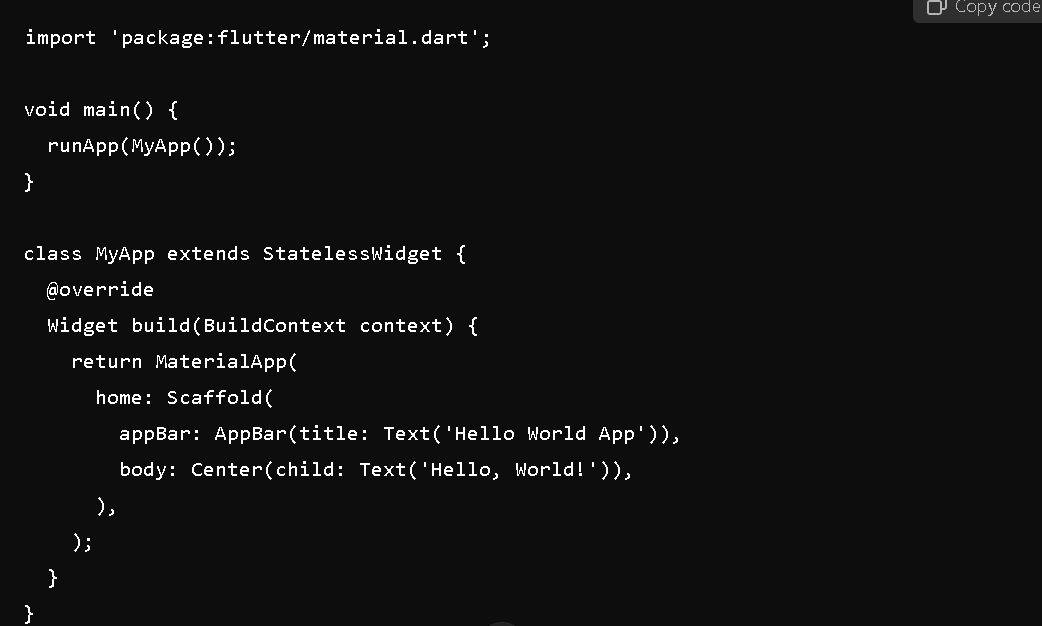 Copy code
import 'package:flutter/material.dart';
void main() {
  runApp(MyApp());
}
class MyApp extends StatelessWidget {
  @override
  Widget build(BuildContext context) {
    return MaterialApp(
      home: Scaffold(
        appBar: AppBar(title: Text('Hello World App')),
        body: Center(child: Text('Hello, World!')),
      ),
    );
  }
}